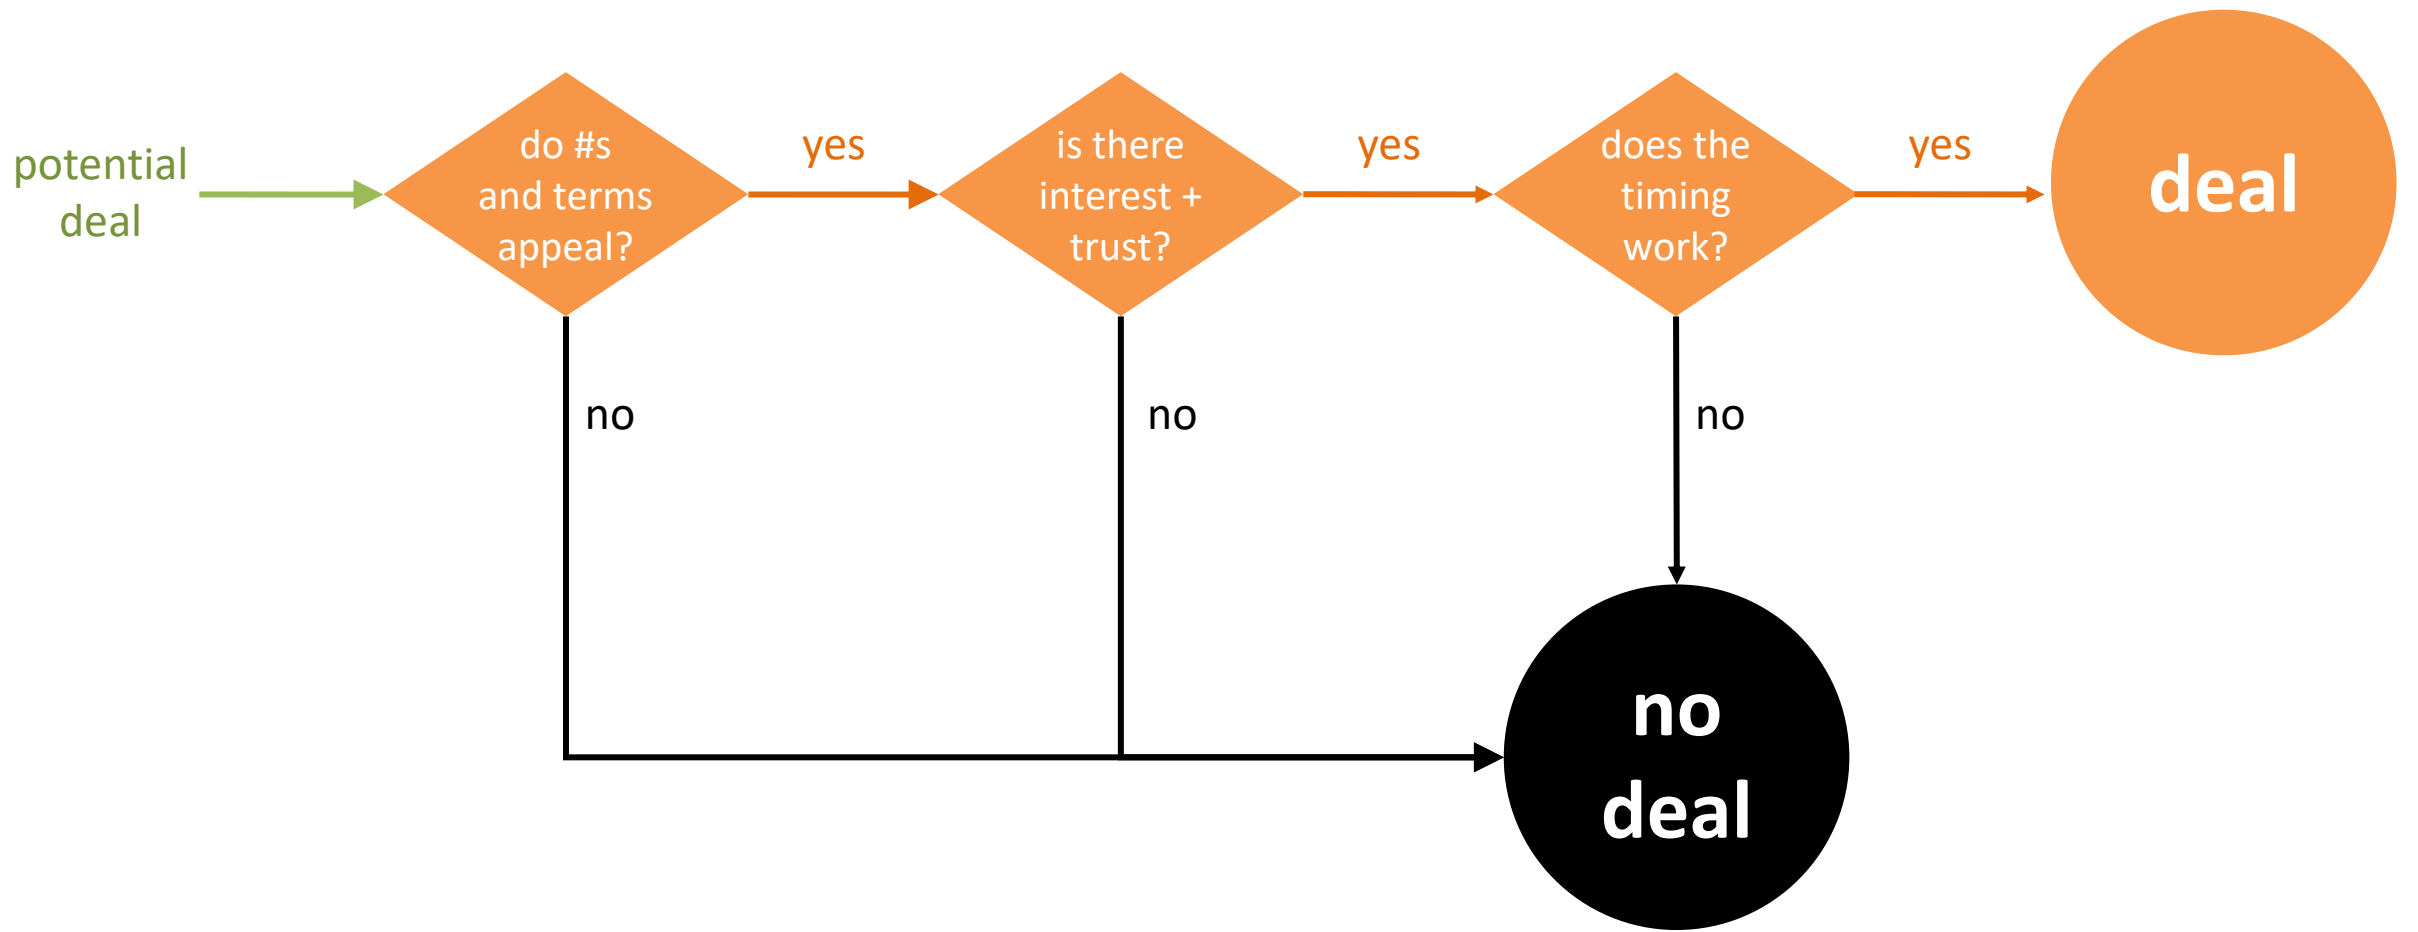 potential
deal
do #s
and terms
appeal?
yes
is there
interest +
trust?
yes
does the
timing
work?
yes
deal
no
no
no
no
deal